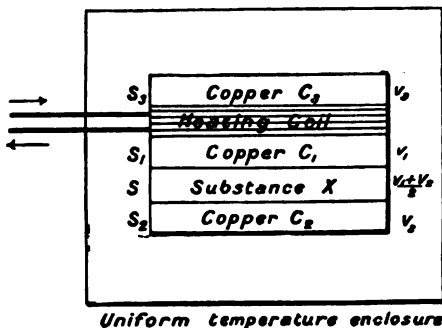 S₃ Copper C₃ v₃
Heating Coil
S₁ Copper C₁ v₁
S Substance X (v₁+v₂)/2
S₂ Copper C₂ v₂
Uniform temperature enclosure